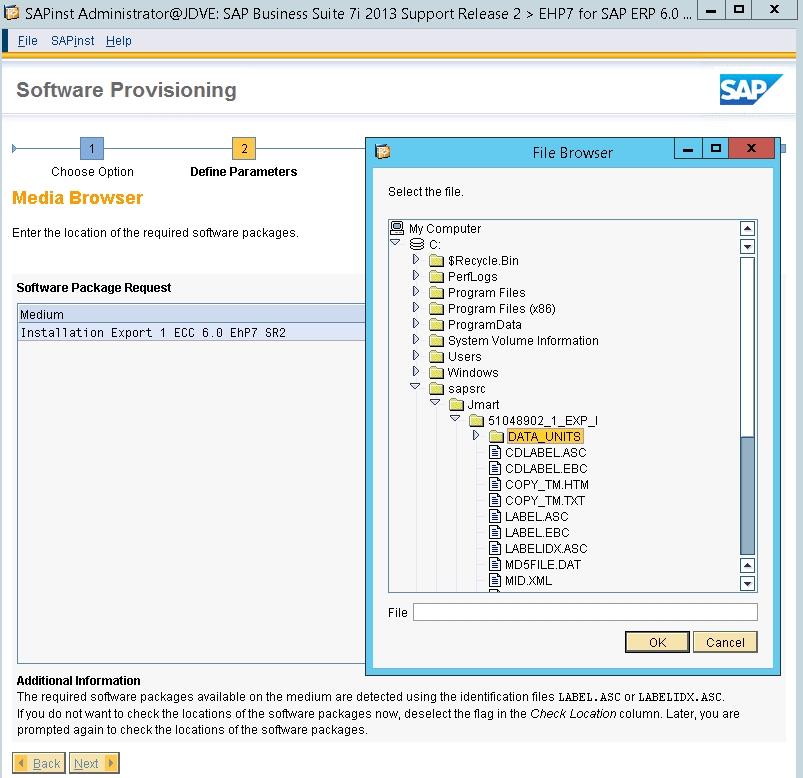 SAPinst Administrator@JDVE: SAP Business Suite 7i 2013 Support Release 2 > EHP7 for SAP ERP 6.0 ...
File SAPinst Help
Software Provisioning
SAP
1
2
Choose Option
Define Parameters
Media Browser
Enter the location of the required software packages.
Software Package Request
Medium
Installation Export 1 ECC 6.0 EhP7 SR2
File Browser
Select the file.
My Computer
C:
$Recycle.Bin
PerfLogs
Program Files
Program Files (x86)
ProgramData
System Volume Information
Users
Windows
sapsrc
Jmart
51048902_1_EXP_I
DATA_UNITS
CDLABEL.ASC
CDLABEL.EBC
COPY_TM.HTM
COPY_TM.TXT
LABEL.ASC
LABEL.EBC
LABELIDX.ASC
MD5FILE.DAT
MID.XML
File
OK Cancel
Additional Information
The required software packages available on the medium are detected using the identification files LABEL.ASC or LABELIDX.ASC.
If you do not want to check the locations of the software packages now, deselect the flag in the Check Location column. Later, you are
prompted again to check the locations of the software packages.
Back Next